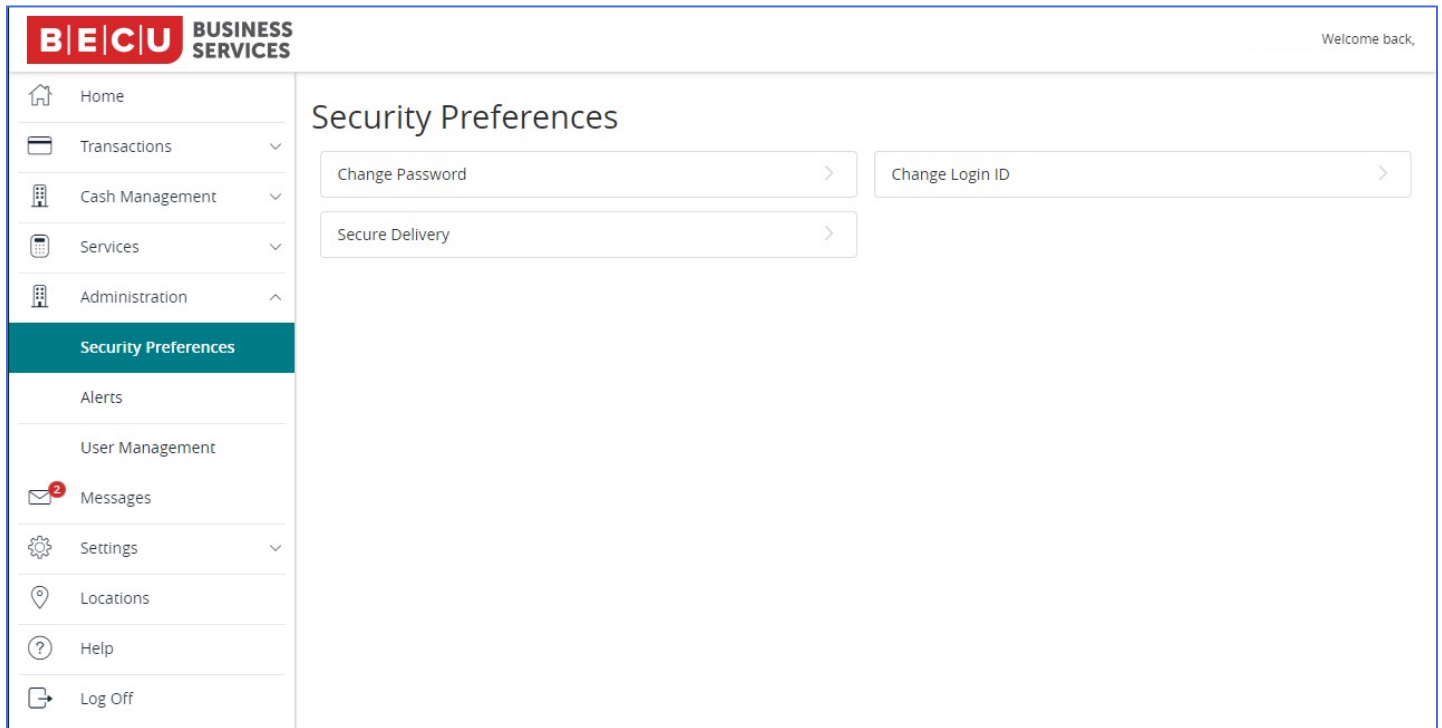 B|E|C|U BUSINESS SERVICES
Welcome back,
Home
Transactions
Cash Management
Services
Administration
Security Preferences
Alerts
User Management
2
Messages
Settings
Locations
Help
Log Off
Security Preferences
Change Password
Change Login ID
Secure Delivery